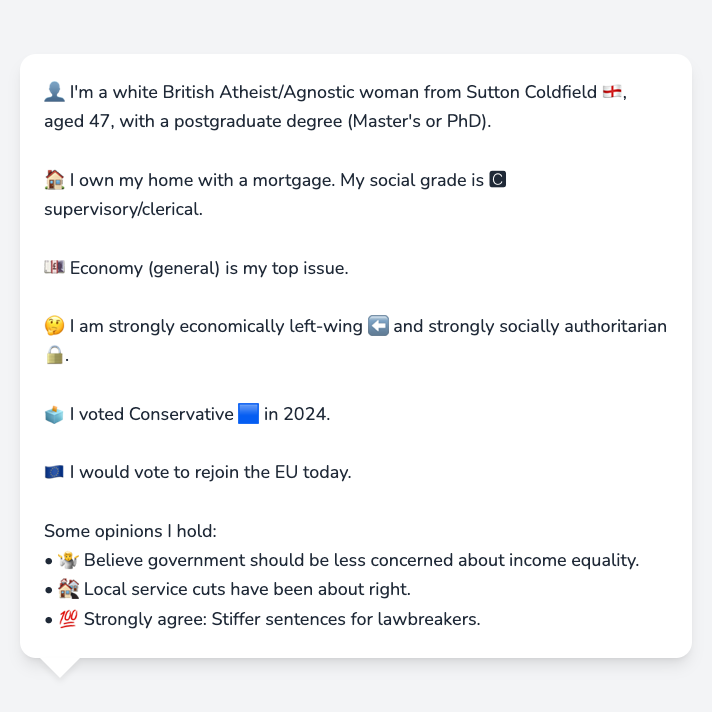 👤 I'm a white British Atheist/Agnostic woman from Sutton Coldfield 🏴󠁧󠁢󠁥󠁮󠁧󠁿,
aged 47, with a postgraduate degree (Master's or PhD).
🏠 I own my home with a mortgage. My social grade is 🅲
supervisory/clerical.
💷 Economy (general) is my top issue.
🤔 I am strongly economically left-wing ⬅️ and strongly socially authoritarian
🔒.
🗳️ I voted Conservative 🟦 in 2024.
🇪🇺 I would vote to rejoin the EU today.
Some opinions I hold:
• 🤷 Believe government should be less concerned about income equality.
• 🏘️ Local service cuts have been about right.
• 💯 Strongly agree: Stiffer sentences for lawbreakers.